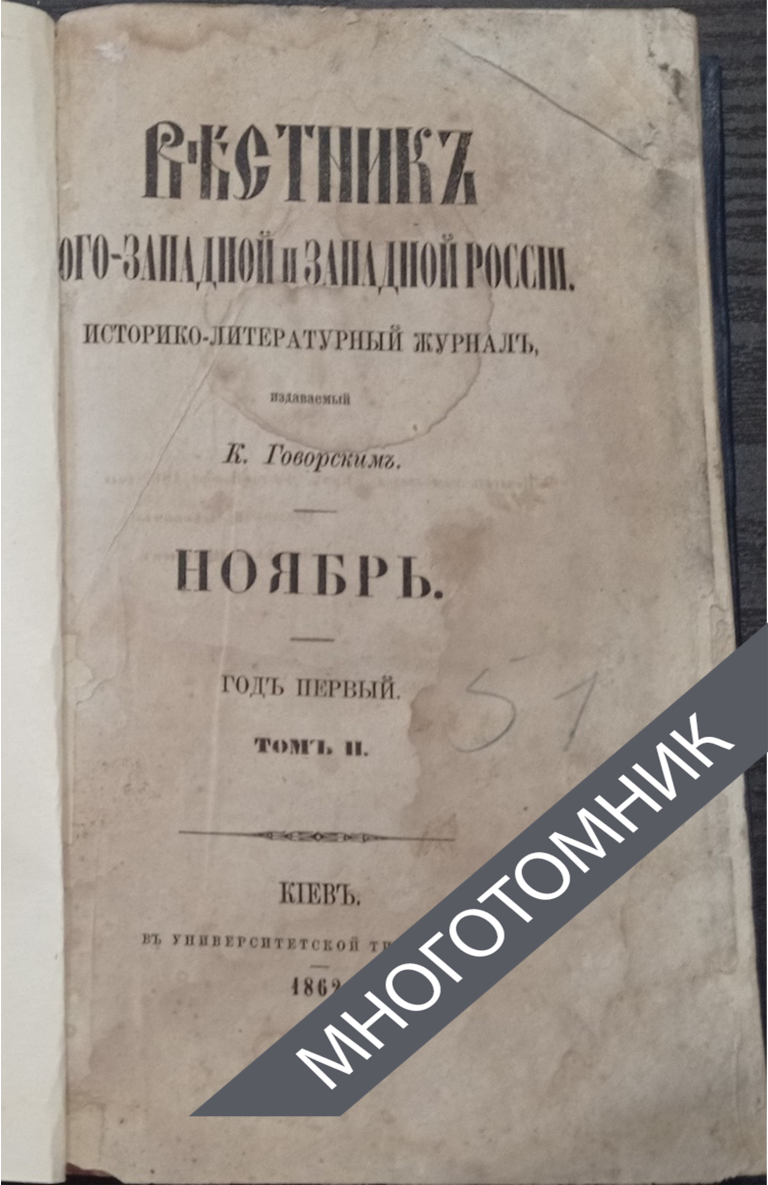 ВѢСТНИКЪ
ОГО-ЗАПАДНОЙ и ЗАПАДНОЙ РОССІИ.
ИСТОРИКО-ЛИТЕРАТУРНЫЙ ЖУРНАЛЪ,
издаваемый
К. Говорскимъ.
НОЯБРЬ.
ГОДЪ ПЕРВЫЙ.
51
ТОМЪ II.
КІЕВЪ.
ВЪ УНИВЕРСИТЕТСКОЙ
1862
МНОГОТОМНИК